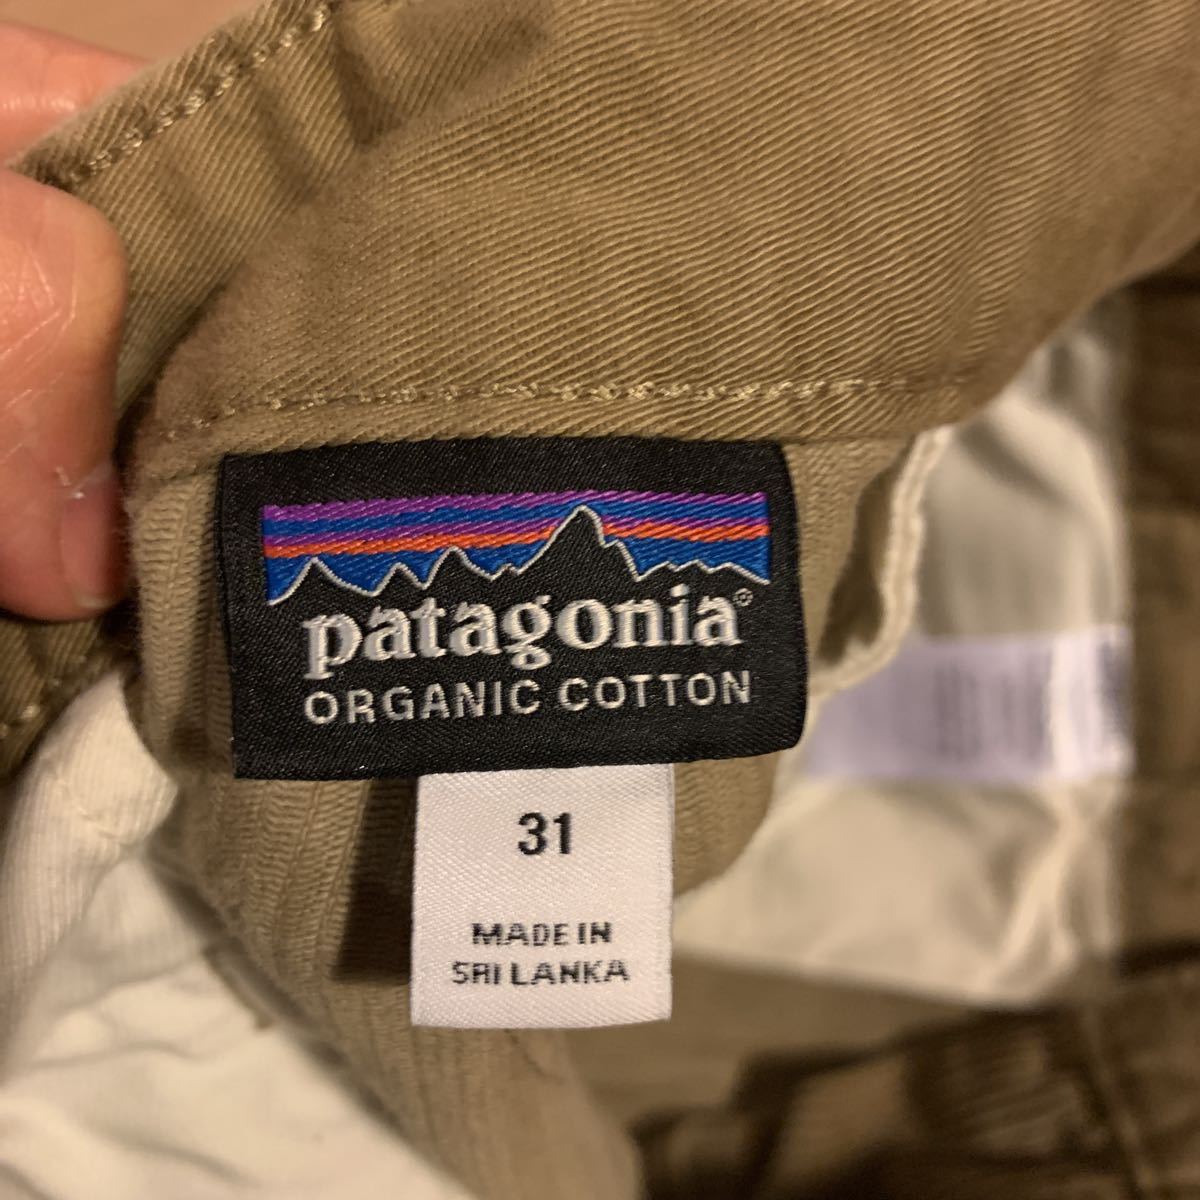 patagonia®
ORGANIC COTTON
31
MADE IN
SRI LANKA